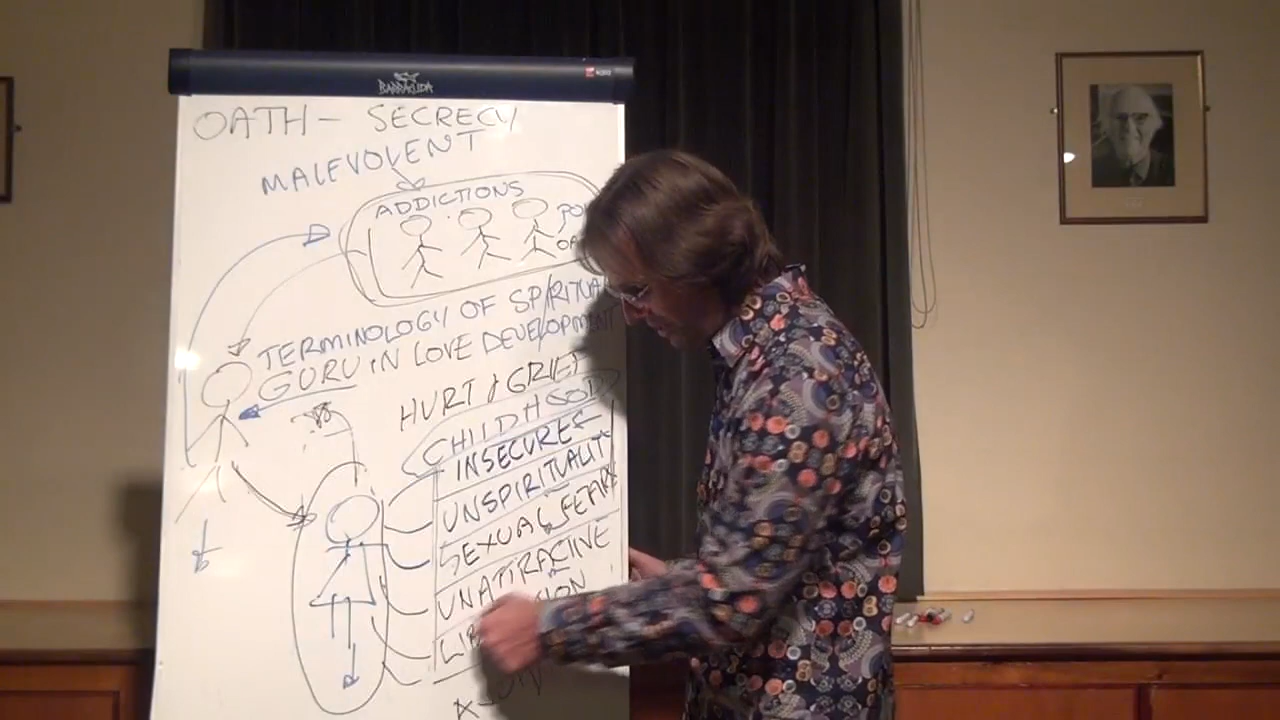 BARRACUDA
OATH - SECRECY
MALEVOLENT
ADDICTIONS
TERMINOLOGY OF SPIRITUA
GURU IN LOVE DEVELOPMENT
HURT & GRIEF
CHILDHOOD
INSECURE
UNSPIRITUALITY
SEXUAL FEARS
UNATTRACTIVE